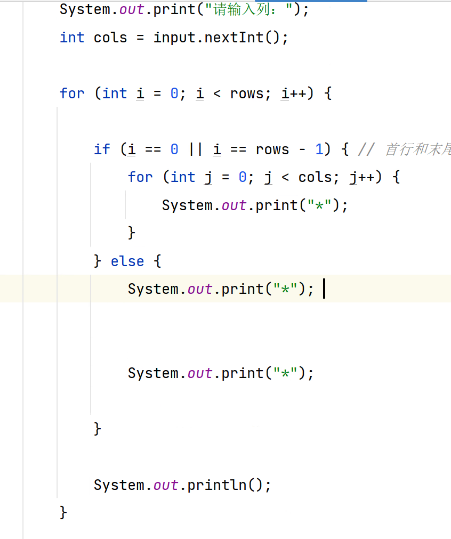 System.out.print("请输入列：");
int cols = input.nextInt();
for (int i = 0; i < rows; i++) {
if (i == 0 || i == rows - 1) { // 首行和末尾
for (int j = 0; j < cols; j++) {
System.out.print("*");
}
} else {
System.out.print("*");
System.out.print("*");
}
System.out.println();
}